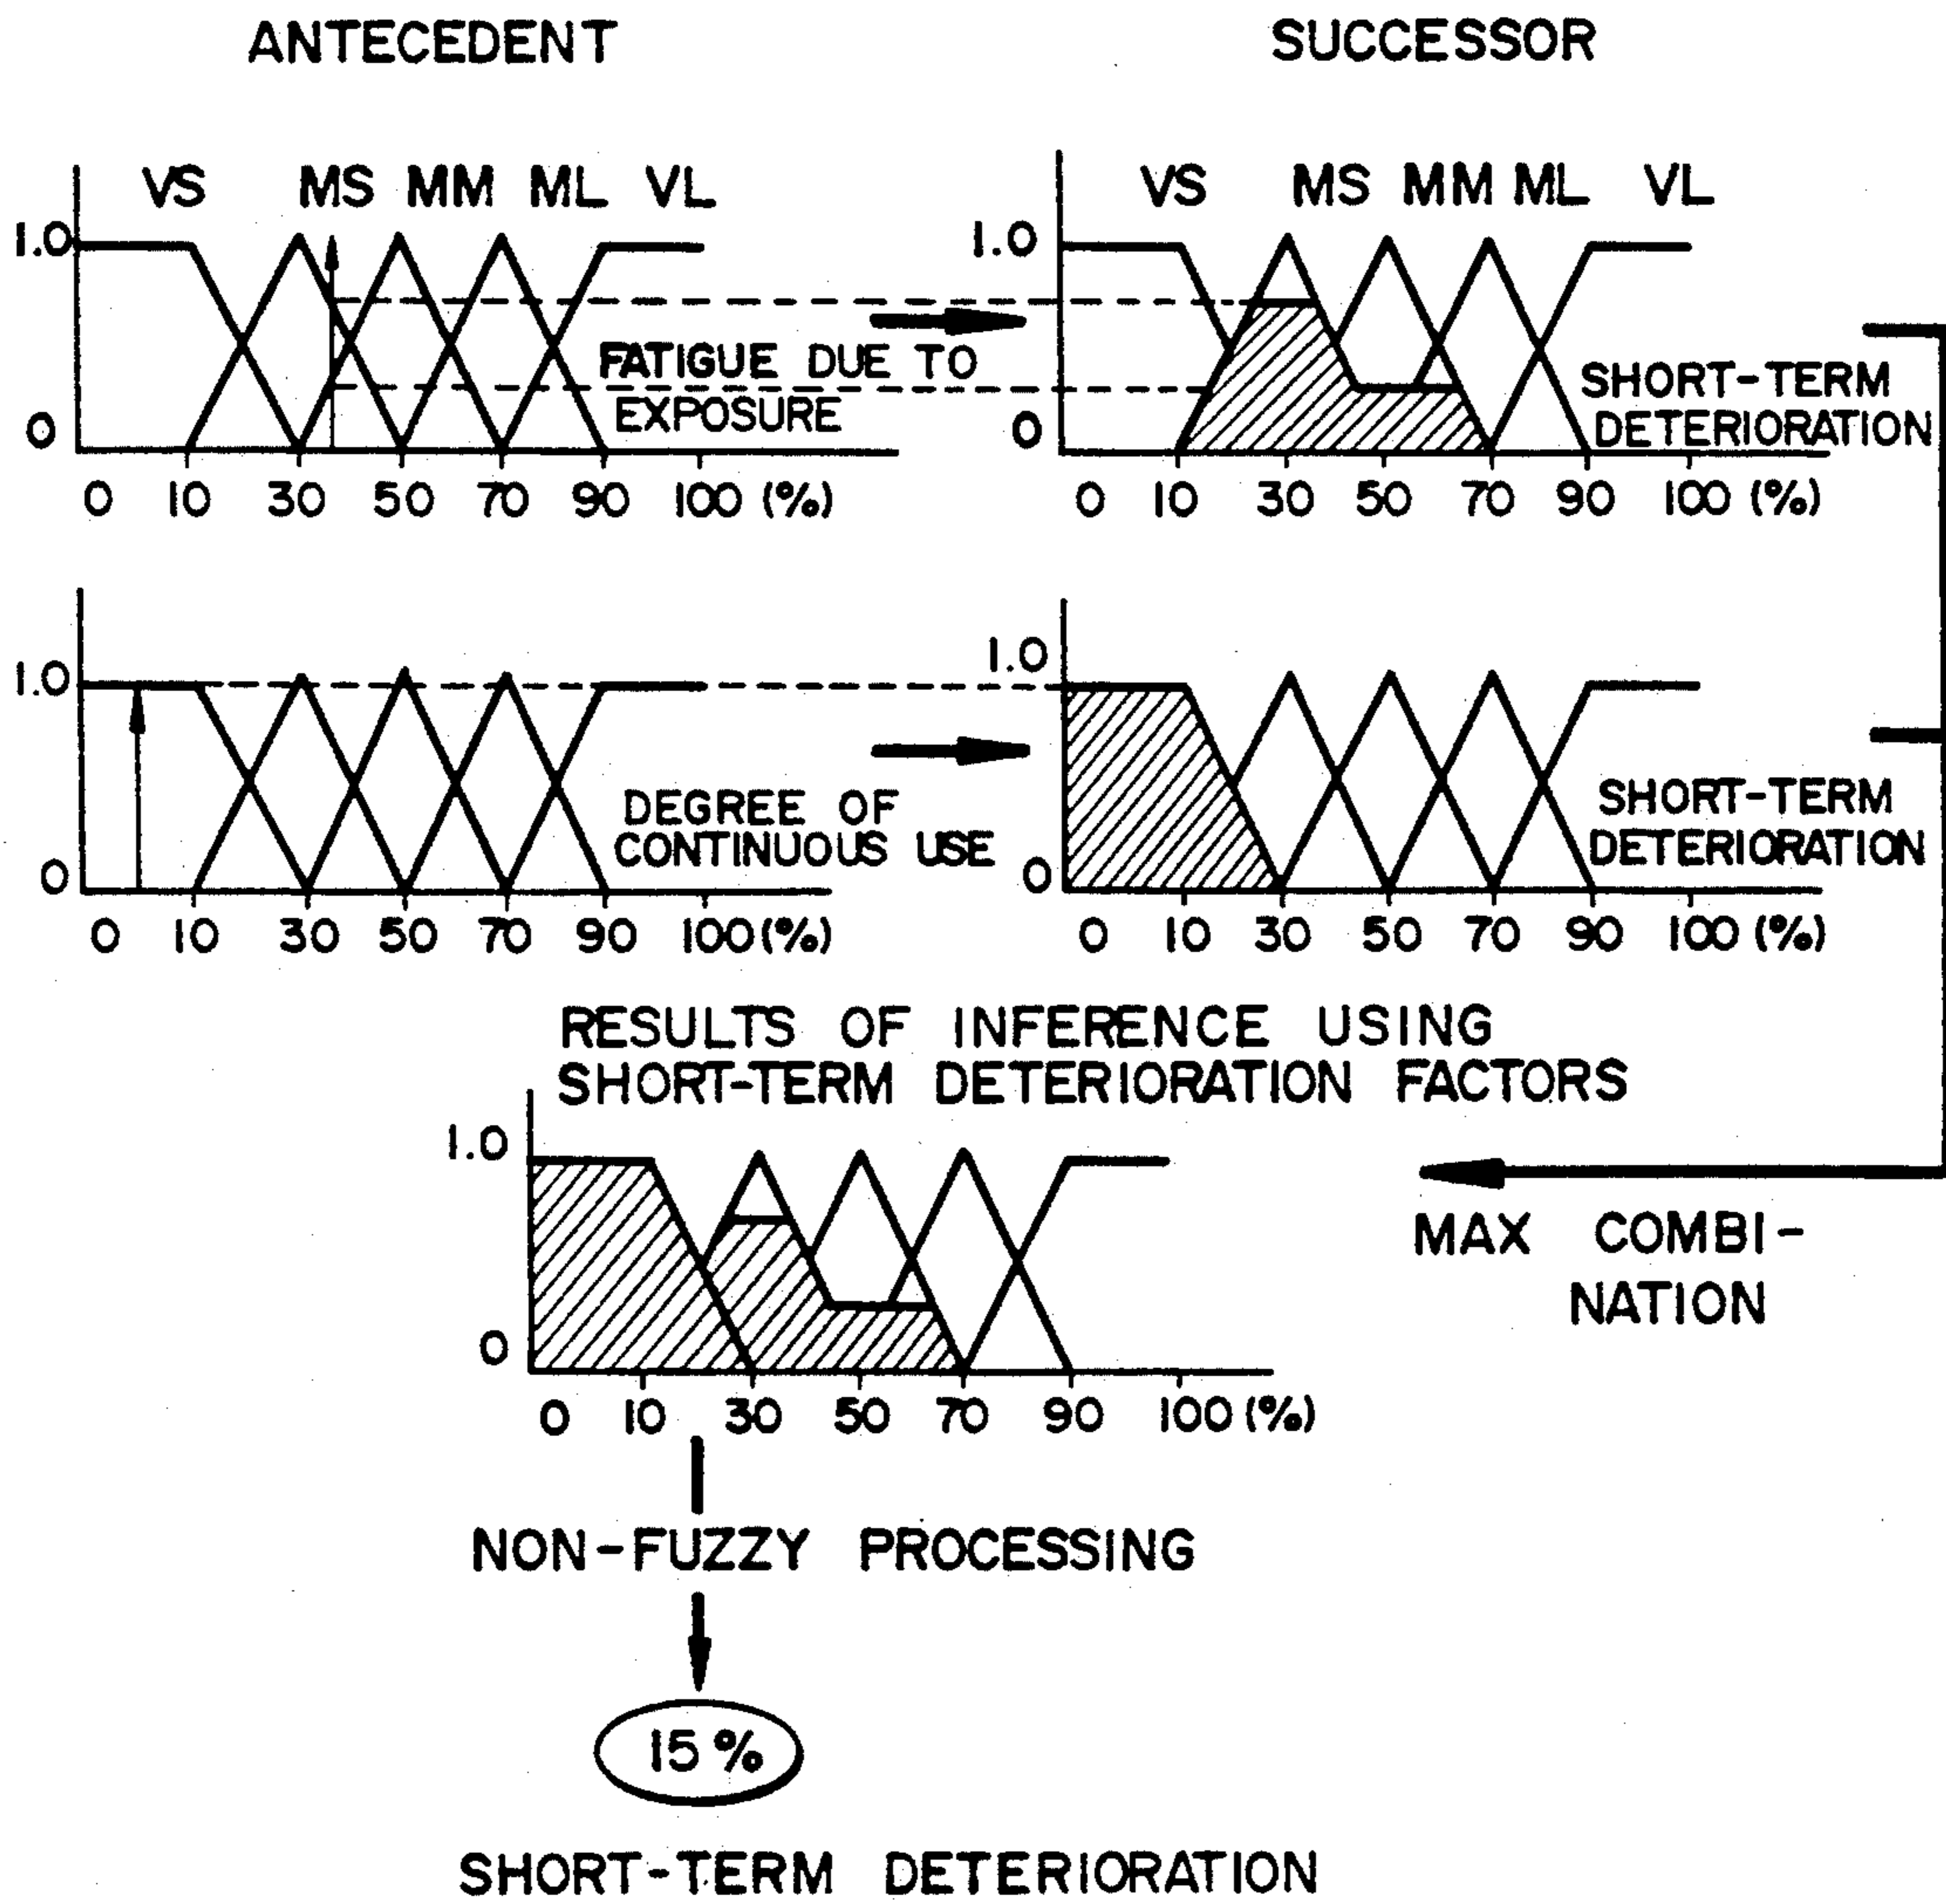 ANTECEDENT SUCCESSOR
VS MS MM ML VL
1.0
FATIGUE DUE TO
EXPOSURE
0
0 10 30 50 70 90 100 (%)
VS MS MM ML VL
1.0
SHORT-TERM
DETERIORATION
0
0 10 30 50 70 90 100 (%)
1.0
DEGREE OF
CONTINUOUS USE
0
0 10 30 50 70 90 100 (%)
1.0
SHORT-TERM
DETERIORATION
0
0 10 30 50 70 90 100 (%)
RESULTS OF INFERENCE USING
SHORT-TERM DETERIORATION FACTORS
1.0
0
0 10 30 50 70 90 100 (%)
MAX COMBI-
NATION
NON-FUZZY PROCESSING
15%
SHORT-TERM DETERIORATION